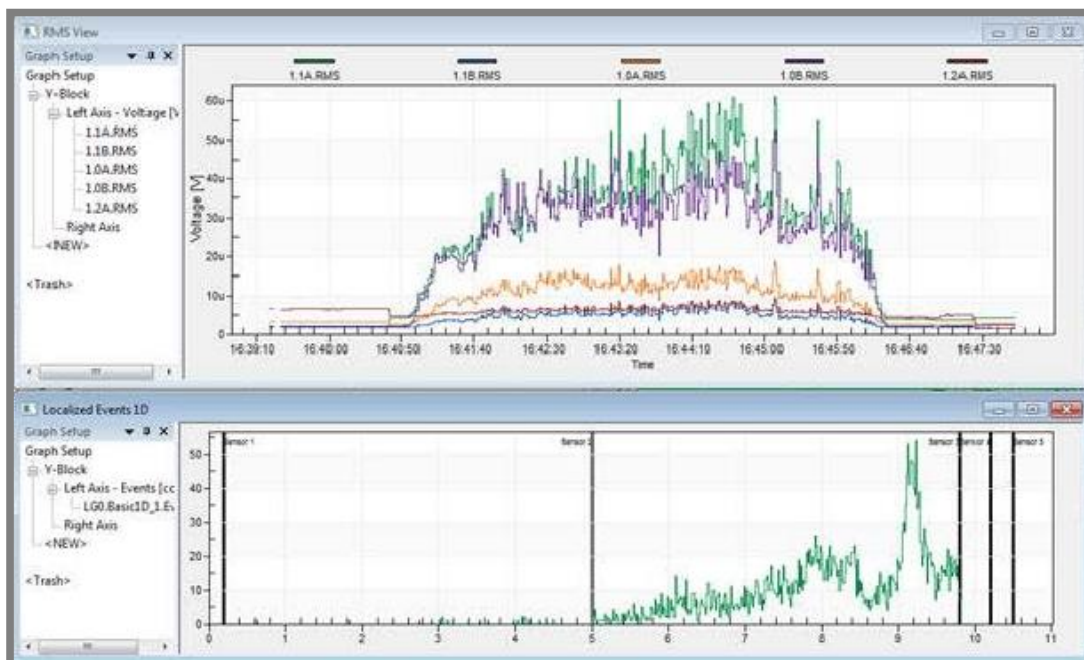 RMS View
Graph Setup
Graph Setup
Y-Block
Left Axis - Voltage [V
1.1A.RMS
1.1B.RMS
1.0A.RMS
1.0B.RMS
1.2A.RMS
Right Axis
<NEW>
<Trash>
1.1A.RMS 1.1B.RMS 1.0A.RMS 1.0B.RMS 1.2A.RMS
Voltage [V]
60u
50u
40u
30u
20u
10u
0
16:39:10 16:40:00 16:40:50 16:41:40 16:42:30 16:43:20 16:44:10 16:45:00 16:45:50 16:46:40 16:47:30
Time
Localized Events 1D
Graph Setup
Graph Setup
Y-Block
Left Axis - Events [cc
LG0.Basic1D_1.Ev
Right Axis
<NEW>
<Trash>
Sensor 1 Sensor 2 Sensor 3 Sensor 4 Sensor 5
50
40
30
20
10
0
0 1 2 3 4 5 6 7 8 9 10 11